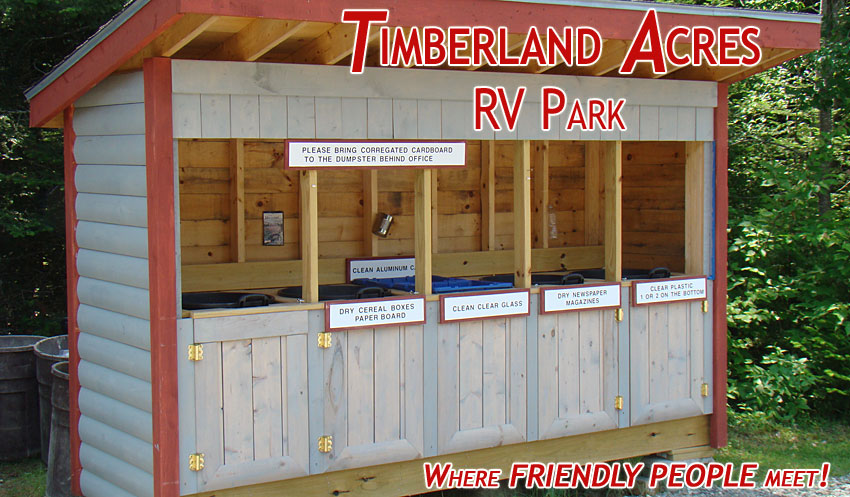 Timberland Acres
RV Park
PLEASE BRING CORREGATED CARDBOARD
TO THE DUMPSTER BEHIND OFFICE
CLEAN ALUMINUM
DRY CEREAL BOXES
PAPER BOARD
CLEAN CLEAR GLASS
DRY NEWSPAPER
MAGAZINES
CLEAR PLASTIC
1 OR 2 ON THE BOTTOM
Where FRIENDLY PEOPLE meet!